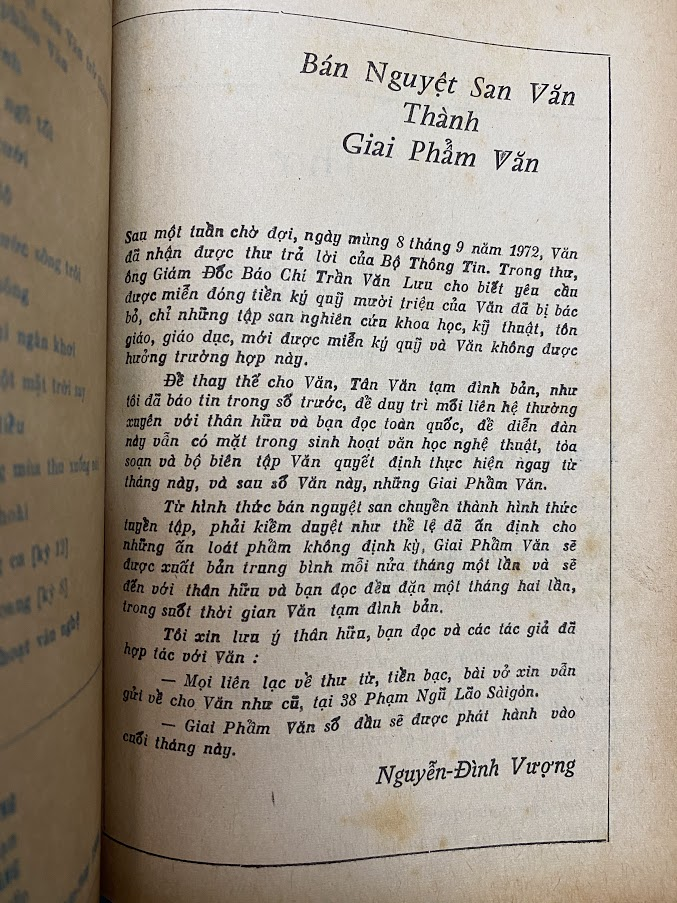 Bán Nguyệt San Văn
Thành
Giai Phẩm Văn
Sau một tuần chờ đợi, ngày mùng 8 tháng 9 năm 1972, Văn
đã nhận được thư trả lời của Bộ Thông Tin. Trong thư,
ông Giám Đốc Báo Chí Trần Văn Lưu cho biết yêu cầu
được miễn đóng tiền ký quỹ mười triệu của Văn đã bị bác
bỏ, chỉ những tập san nghiên cứu khoa học, kỹ thuật, tôn
giáo, giáo dục, mới được miễn ký quỹ và Văn không được
hưởng trường hợp này.
Để thay thế cho Văn, Tân Văn tạm đình bản, như
tôi đã báo tin trong số trước, để duy trì mối liên hệ thường
xuyên với thân hữu và bạn đọc toàn quốc, để diễn đàn
này vẫn có mặt trong sinh hoạt văn học nghệ thuật, tòa
soạn và bộ biên tập Văn quyết định thực hiện ngay từ
tháng này, và sau số Văn này, những Giai Phẩm Văn.
Từ hình thức bán nguyệt san chuyển thành hình thức
tuyển tập, phải kiểm duyệt như thể lệ đã ấn định cho
những ấn loát phẩm không định kỳ, Giai Phẩm Văn sẽ
được xuất bản trung bình mỗi nửa tháng một lần và sẽ
đến với thân hữu và bạn đọc đều đặn một tháng hai lần,
trong suốt thời gian Văn tạm đình bản.
Tôi xin lưu ý thân hữu, bạn đọc và các tác giả đã
hợp tác với Văn :
— Mọi liên lạc về thư từ, tiền bạc, bài vở xin vẫn
gửi về cho Văn như cũ, tại 38 Phạm Ngũ Lão Sàigòn.
— Giai Phẩm Văn số đầu sẽ được phát hành vào
cuối tháng này.
Nguyễn-Đình Vượng